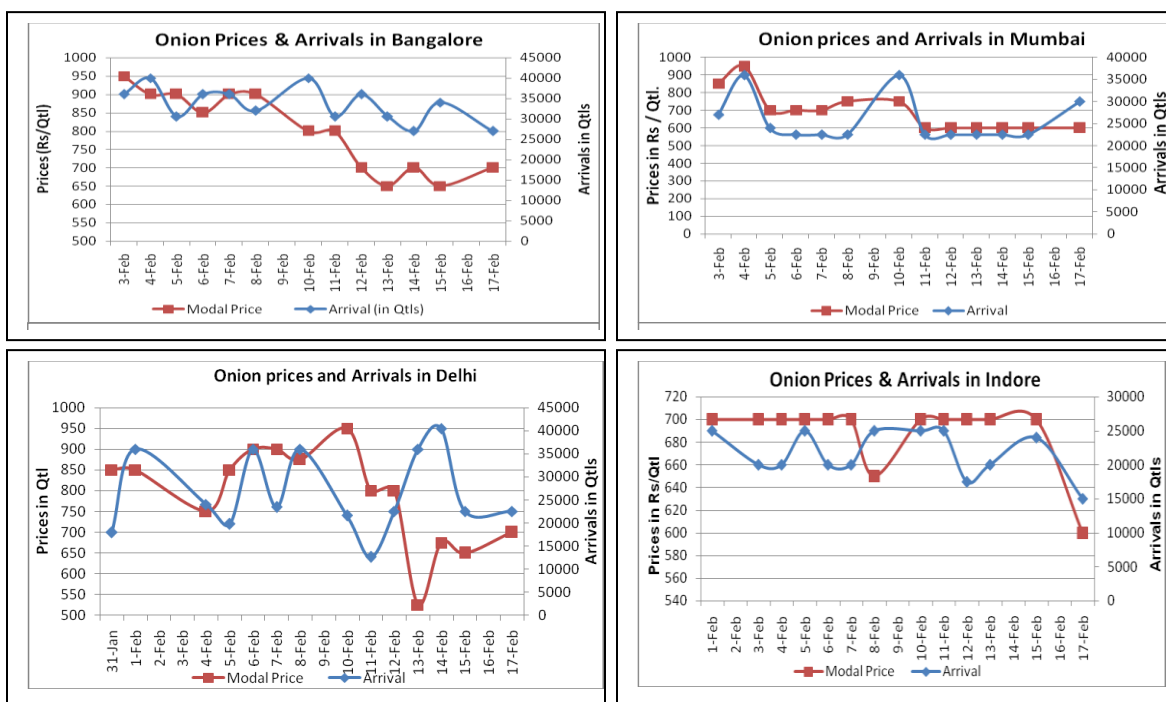 Onion Prices & Arrivals in Bangalore
Prices (Rs/Qtl)
1000
950
900
850
800
750
700
650
600
550
500
45000
40000
35000
30000
25000
20000
15000
10000
5000
0
Arrivals in Qtls
3-Feb
4-Feb
5-Feb
6-Feb
7-Feb
8-Feb
9-Feb
10-Feb
11-Feb
12-Feb
13-Feb
14-Feb
15-Feb
16-Feb
17-Feb
Modal Price
Arrival (in Qtls)
Onion prices and Arrivals in Mumbai
Prices in Rs / Qtl.
1000
900
800
700
600
500
400
300
200
100
0
40000
35000
30000
25000
20000
15000
10000
5000
0
Arrivals in Qtls
3-Feb
4-Feb
5-Feb
6-Feb
7-Feb
8-Feb
9-Feb
10-Feb
11-Feb
12-Feb
13-Feb
14-Feb
15-Feb
16-Feb
17-Feb
Modal Price
Arrival
Onion prices and Arrivals in Delhi
Prices in Qtl
1000
950
900
850
800
750
700
650
600
550
500
45000
40000
35000
30000
25000
20000
15000
10000
5000
0
Arrivals in Qtls
31-Jan
1-Feb
2-Feb
3-Feb
4-Feb
5-Feb
6-Feb
7-Feb
8-Feb
9-Feb
10-Feb
11-Feb
12-Feb
13-Feb
14-Feb
15-Feb
16-Feb
17-Feb
Modal Price
Arrival
Onion Prices & Arrivals in Indore
Prices in Rs/Qtl
720
700
680
660
640
620
600
580
560
540
30000
25000
20000
15000
10000
5000
0
Arrivals in Qtls
1-Feb
2-Feb
3-Feb
4-Feb
5-Feb
6-Feb
7-Feb
8-Feb
9-Feb
10-Feb
11-Feb
12-Feb
13-Feb
14-Feb
15-Feb
16-Feb
17-Feb
Modal Price
Arrival